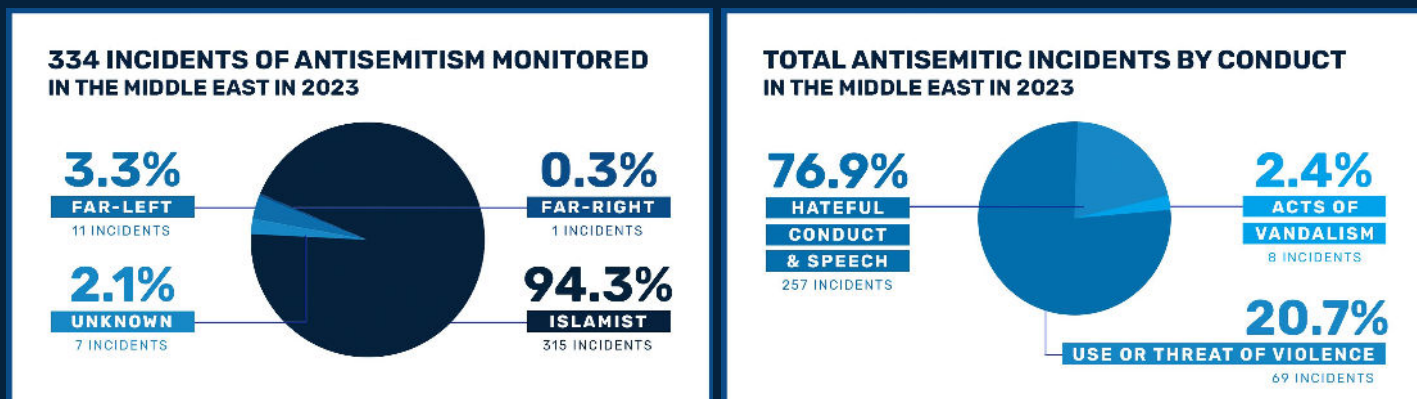 334 INCIDENTS OF ANTISEMITISM MONITORED
IN THE MIDDLE EAST IN 2023
3.3%
FAR-LEFT
11 INCIDENTS
0.3%
FAR-RIGHT
1 INCIDENTS
2.1%
UNKNOWN
7 INCIDENTS
94.3%
ISLAMIST
315 INCIDENTS
TOTAL ANTISEMITIC INCIDENTS BY CONDUCT
IN THE MIDDLE EAST IN 2023
76.9%
HATEFUL
CONDUCT
& SPEECH
257 INCIDENTS
2.4%
ACTS OF
VANDALISM
8 INCIDENTS
20.7%
USE OR THREAT OF VIOLENCE
69 INCIDENTS